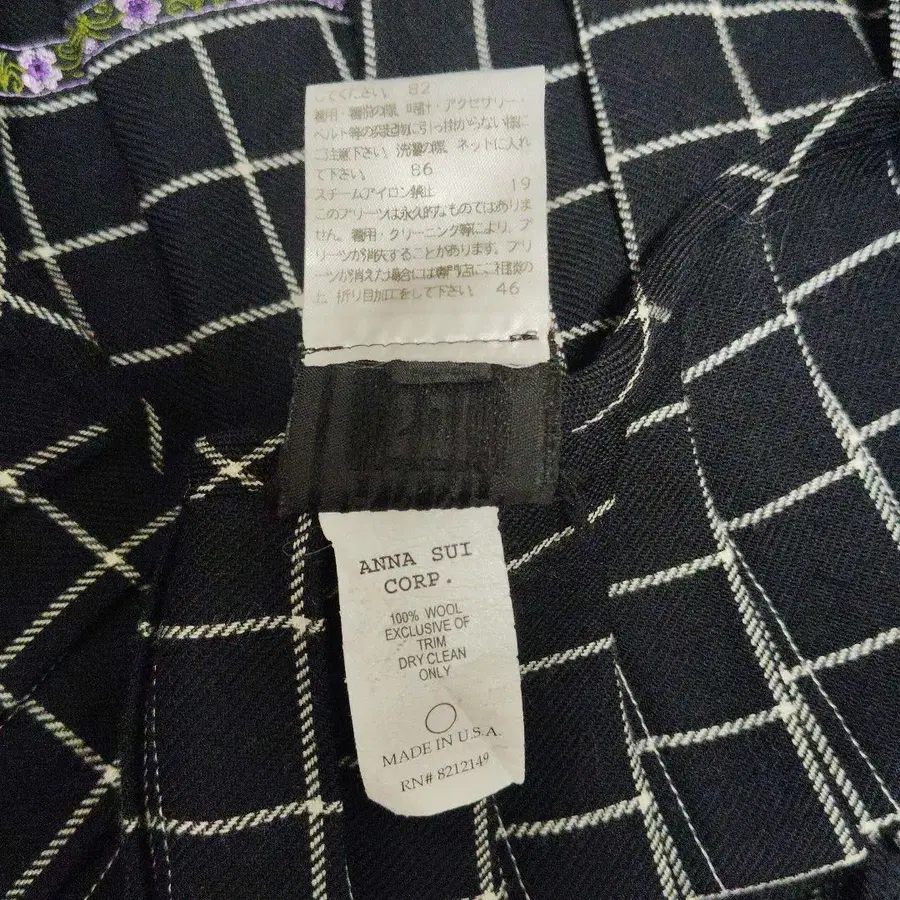 してください。 82
着用・着脱の際、時計・アクセサリー・
ベルト等の突起物に引っ掛からない様に
ご注意下さい。洗濯の際、ネットに入れ
て下さい。 86
スチームアイロン禁止 19
このプリーツは永久的なものではありま
せん。着用・クリーニング等により、プ
リーツが消失することがあります。プリ
ーツが消えた場合には専門店にご相談の
上、折り目加工をして下さい。 46
ANNA SUI
CORP.
100% WOOL
EXCLUSIVE OF
TRIM
DRY CLEAN
ONLY
MADE IN U.S.A.
RN# 8212149